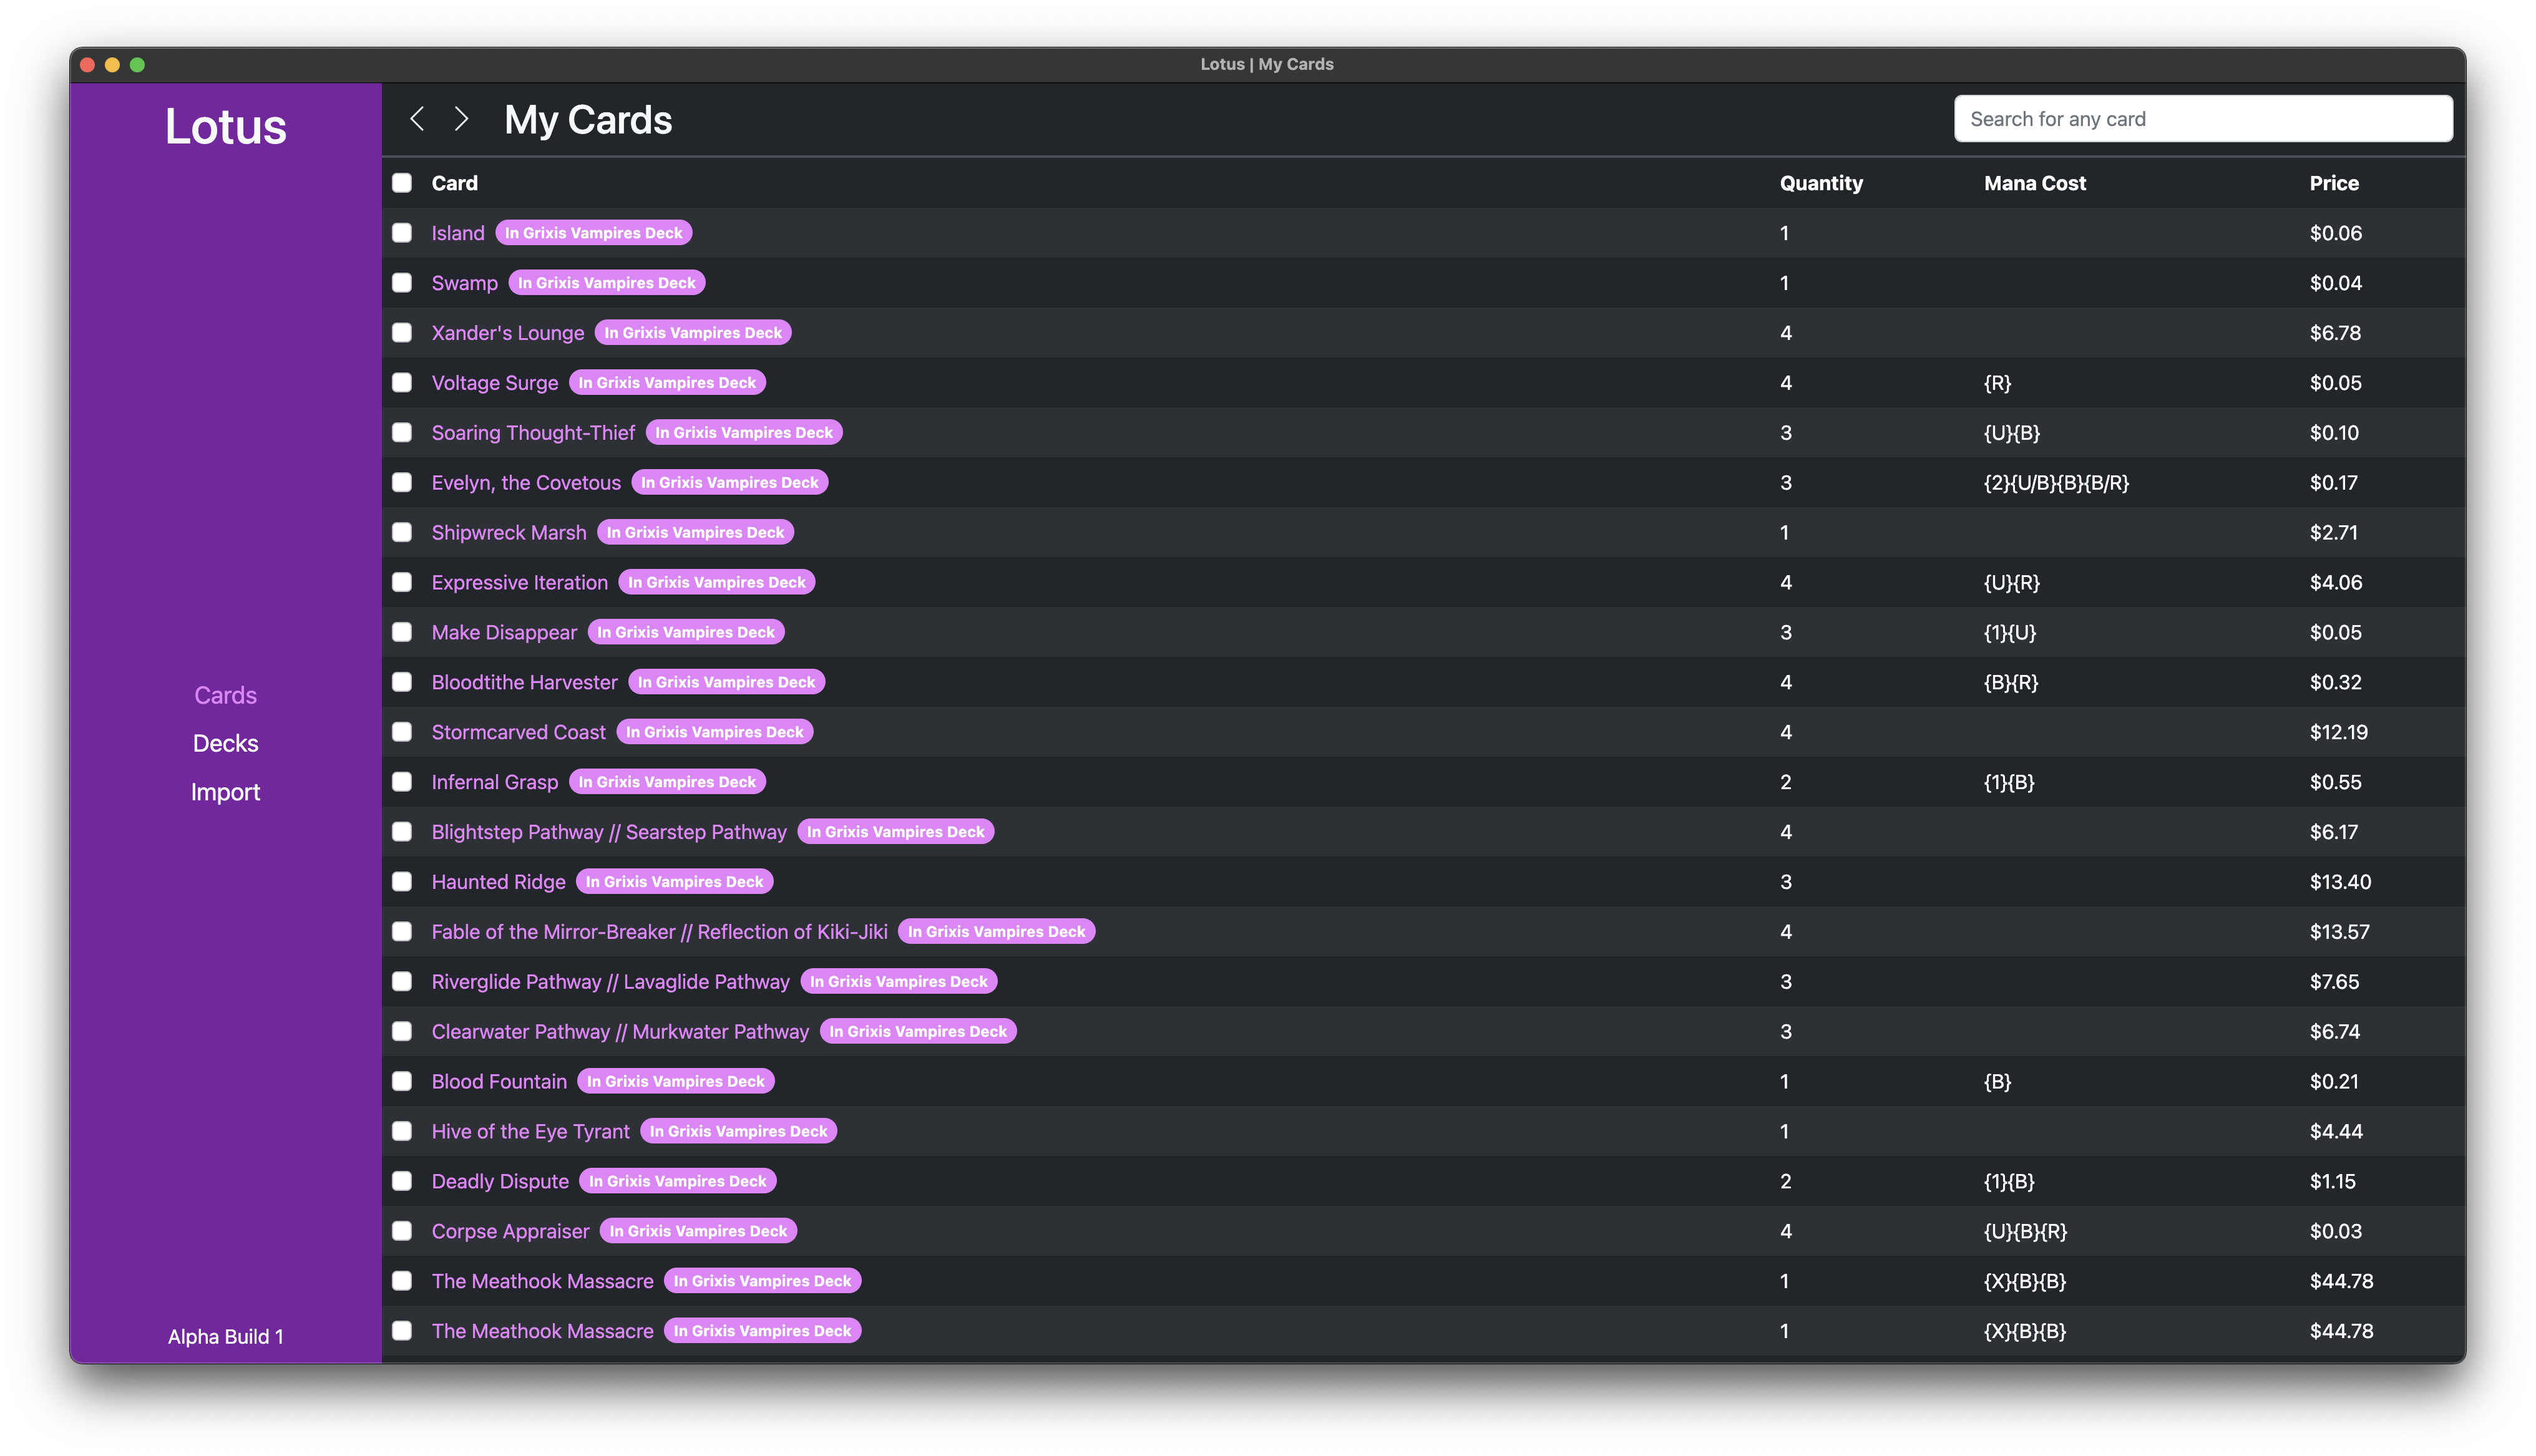 Lotus | My Cards
Lotus
My Cards
Search for any card
Card Quantity Mana Cost Price
Island In Grixis Vampires Deck 1 $0.06
Swamp In Grixis Vampires Deck 1 $0.04
Xander's Lounge In Grixis Vampires Deck 4 $6.78
Voltage Surge In Grixis Vampires Deck 4 {R} $0.05
Soaring Thought-Thief In Grixis Vampires Deck 3 {U}{B} $0.10
Evelyn, the Covetous In Grixis Vampires Deck 3 {2}{U/B}{B}{B/R} $0.17
Shipwreck Marsh In Grixis Vampires Deck 1 $2.71
Expressive Iteration In Grixis Vampires Deck 4 {U}{R} $4.06
Make Disappear In Grixis Vampires Deck 3 {1}{U} $0.05
Bloodtithe Harvester In Grixis Vampires Deck 4 {B}{R} $0.32
Stormcarved Coast In Grixis Vampires Deck 4 $12.19
Infernal Grasp In Grixis Vampires Deck 2 {1}{B} $0.55
Blightstep Pathway // Searstep Pathway In Grixis Vampires Deck 4 $6.17
Haunted Ridge In Grixis Vampires Deck 3 $13.40
Fable of the Mirror-Breaker // Reflection of Kiki-Jiki In Grixis Vampires Deck 4 $13.57
Riverglide Pathway // Lavaglide Pathway In Grixis Vampires Deck 3 $7.65
Clearwater Pathway // Murkwater Pathway In Grixis Vampires Deck 3 $6.74
Blood Fountain In Grixis Vampires Deck 1 {B} $0.21
Hive of the Eye Tyrant In Grixis Vampires Deck 1 $4.44
Deadly Dispute In Grixis Vampires Deck 2 {1}{B} $1.15
Corpse Appraiser In Grixis Vampires Deck 4 {U}{B}{R} $0.03
The Meathook Massacre In Grixis Vampires Deck 1 {X}{B}{B} $44.78
The Meathook Massacre In Grixis Vampires Deck 1 {X}{B}{B} $44.78
Cards
Decks
Import
Alpha Build 1